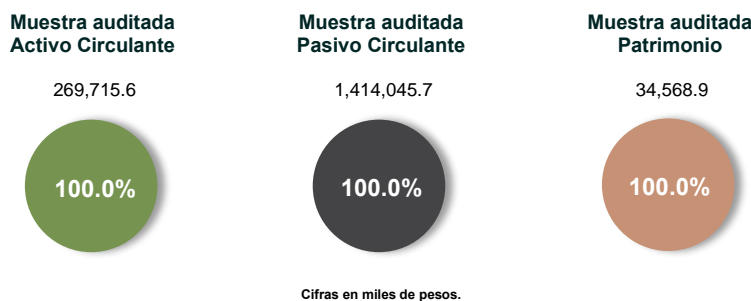 Muestra auditada
Activo Circulante
269,715.6
100.0%
Muestra auditada
Pasivo Circulante
1,414,045.7
100.0%
Muestra auditada
Patrimonio
34,568.9
100.0%
Cifras en miles de pesos.